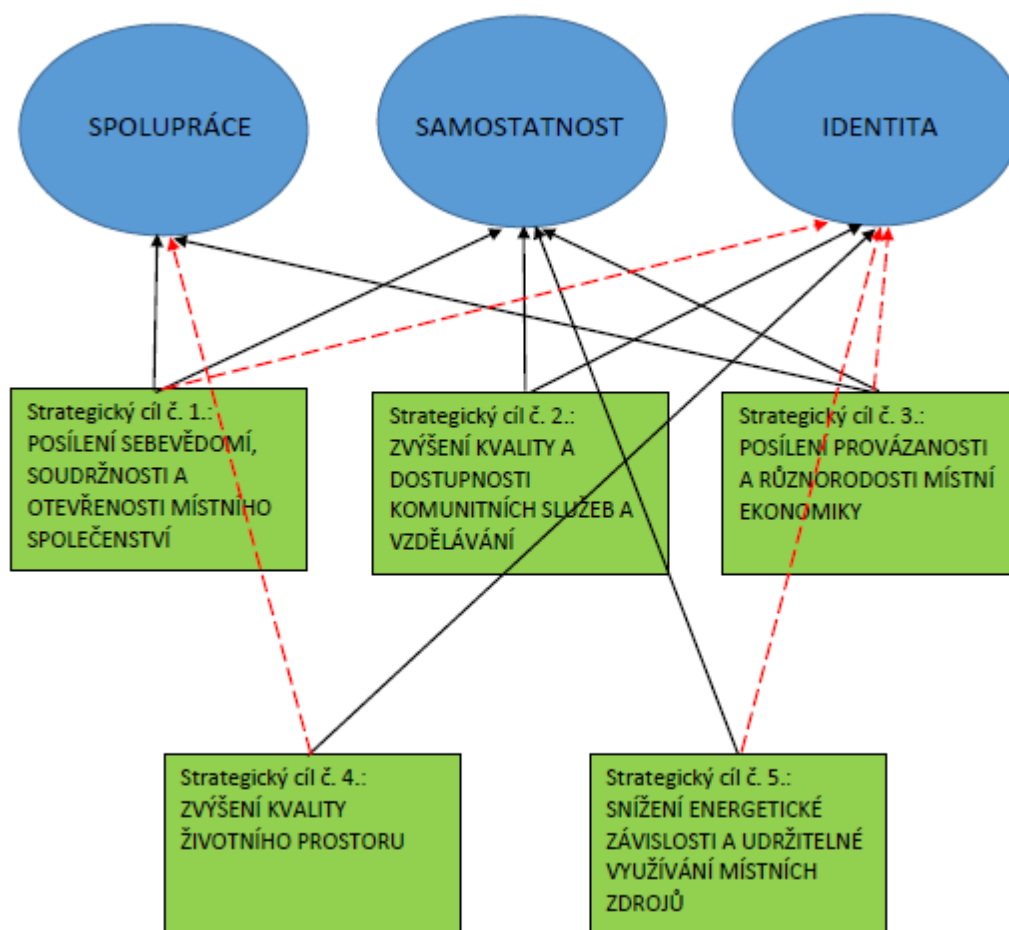 SPOLUPRÁCE
SAMOSTATNOST
IDENTITA
Strategický cíl č. 1.:
POSÍLENÍ SEBEVĚDOMÍ,
SOUDRŽNOSTI A
OTEVŘENOSTI MÍSTNÍHO
SPOLEČENSTVÍ
Strategický cíl č. 2.:
ZVÝŠENÍ KVALITY A
DOSTUPNOSTI
KOMUNITNÍCH SLUŽEB A
VZDĚLÁVÁNÍ
Strategický cíl č. 3.:
POSÍLENÍ PROVÁZANOSTI
A RŮZNORODOSTI MÍSTNÍ
EKONOMIKY
Strategický cíl č. 4.:
ZVÝŠENÍ KVALITY
ŽIVOTNÍHO PROSTORU
Strategický cíl č. 5.:
SNÍŽENÍ ENERGETICKÉ
ZÁVISLOSTI A UDRŽITELNÉ
VYUŽÍVÁNÍ MÍSTNÍCH
ZDROJŮ